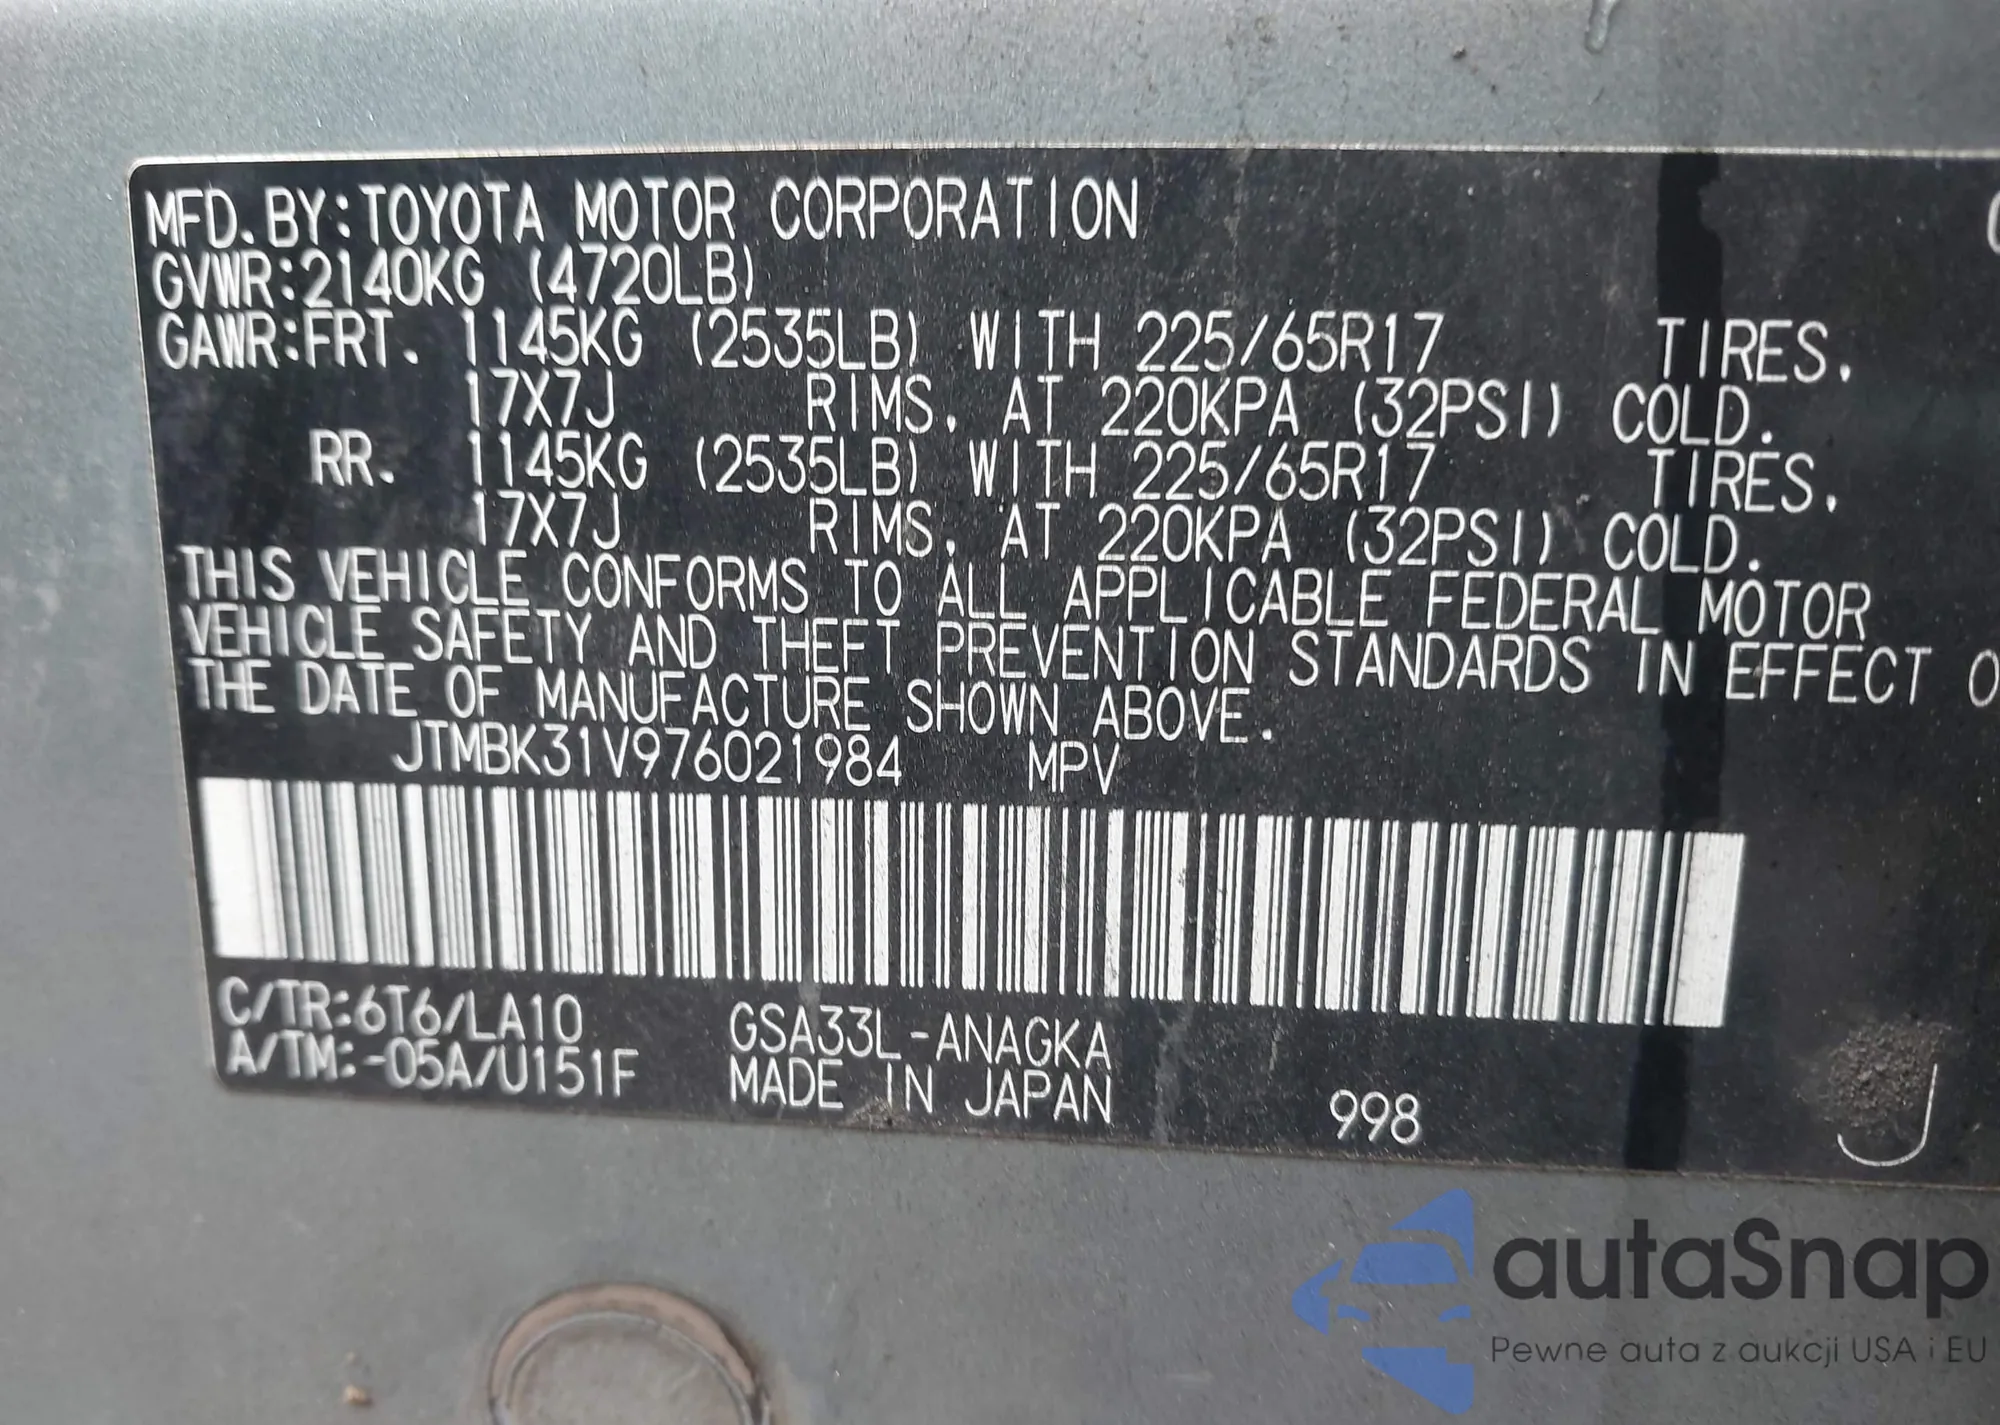 MFD.BY:TOYOTA MOTOR CORPORATION
GVWR:2140KG (4720LB)
GAWR:FRT. 1145KG (2535LB) WITH 225/65R17 TIRES.
17X7J RIMS, AT 220KPA (32PSI) COLD.
RR. 1145KG (2535LB) WITH 225/65R17 TIRES,
17X7J RIMS, AT 220KPA (32PSI) COLD.
THIS VEHICLE CONFORMS TO ALL APPLICABLE FEDERAL MOTOR
VEHICLE SAFETY AND THEFT PREVENTION STANDARDS IN EFFECT O
THE DATE OF MANUFACTURE SHOWN ABOVE.
JTMBK31V976021984 MPV
C/TR:6T6/LA10 GSA33L-ANAGKA
A/TM:-05A/U151F MADE IN JAPAN
998
J
autaSnap
Pewne auta z aukcji USA i EU